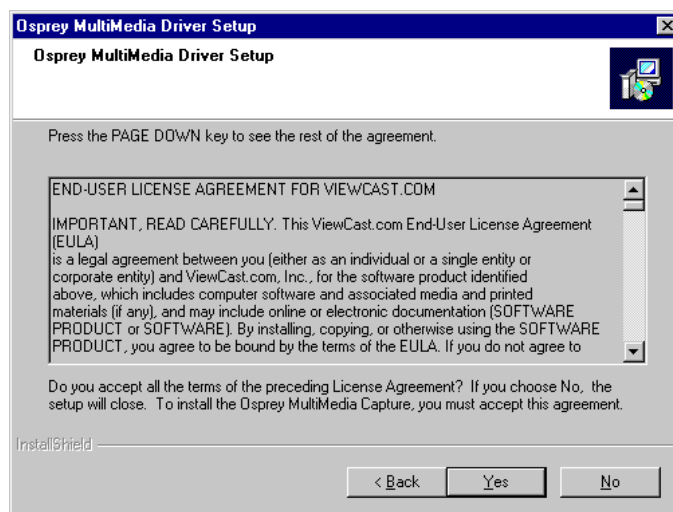 Osprey MultiMedia Driver Setup
Osprey MultiMedia Driver Setup
Press the PAGE DOWN key to see the rest of the agreement.
END-USER LICENSE AGREEMENT FOR VIEWCAST.COM
IMPORTANT, READ CAREFULLY. This ViewCast.com End-User License Agreement
(EULA)
is a legal agreement between you (either as an individual or a single entity or
corporate entity) and ViewCast.com, Inc., for the software product identified
above, which includes computer software and associated media and printed
materials (if any), and may include online or electronic documentation (SOFTWARE
PRODUCT or SOFTWARE). By installing, copying, or otherwise using the SOFTWARE
PRODUCT, you agree to be bound by the terms of the EULA. If you do not agree to
Do you accept all the terms of the preceding License Agreement? If you choose No, the
setup will close. To install the Osprey MultiMedia Capture, you must accept this agreement.
InstallShield
< Back Yes No